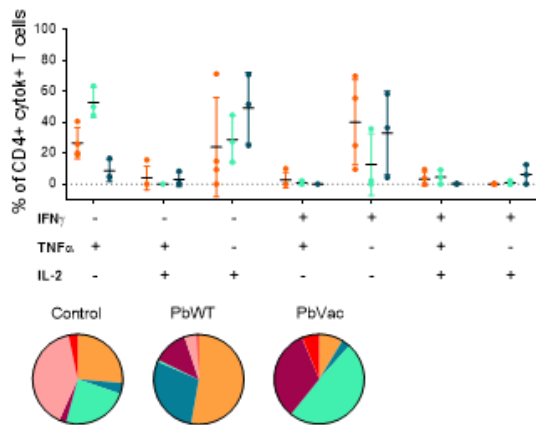 % of CD4+ cytok+ T cells
100
80
60
40
20
0
IFNγ - - - + + + +
TNFα + + - + - + -
IL-2 - + + - - + +
Control PbWT PbVac